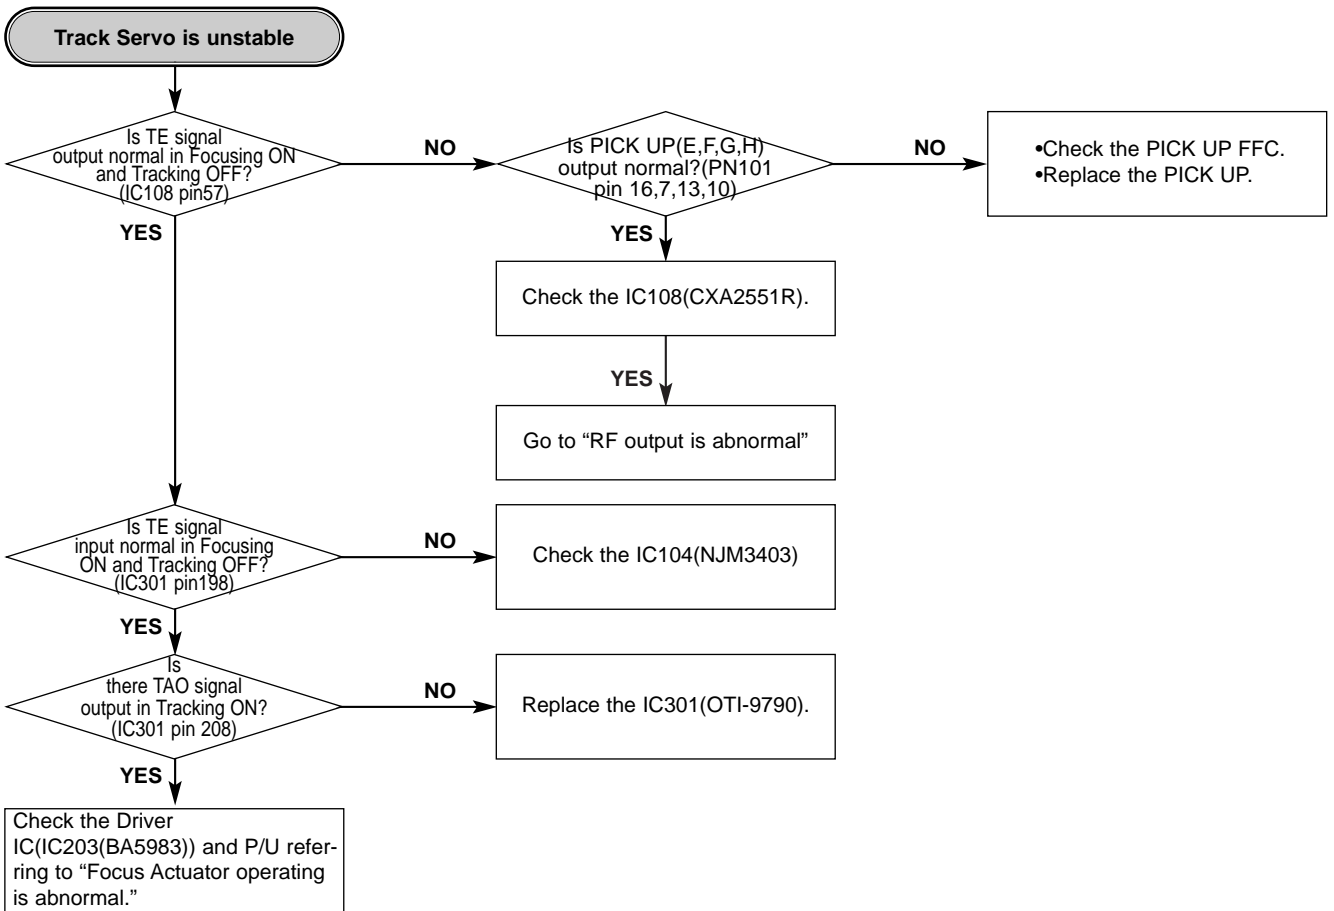 Track Servo is unstable
Is TE signal
output normal in Focusing ON
and Tracking OFF?
(IC108 pin57)
NO
Is PICK UP(E,F,G,H)
output normal?(PN101
pin 16,7,13,10)
NO
•Check the PICK UP FFC.
•Replace the PICK UP.
YES
YES
Check the IC108(CXA2551R).
YES
Go to “RF output is abnormal”
Is TE signal
input normal in Focusing
ON and Tracking OFF?
(IC301 pin198)
NO
Check the IC104(NJM3403)
YES
Is
there TAO signal
output in Tracking ON?
(IC301 pin 208)
NO
Replace the IC301(OTI-9790).
YES
Check the Driver
IC(IC203(BA5983)) and P/U refer-
ring to “Focus Actuator operating
is abnormal.”